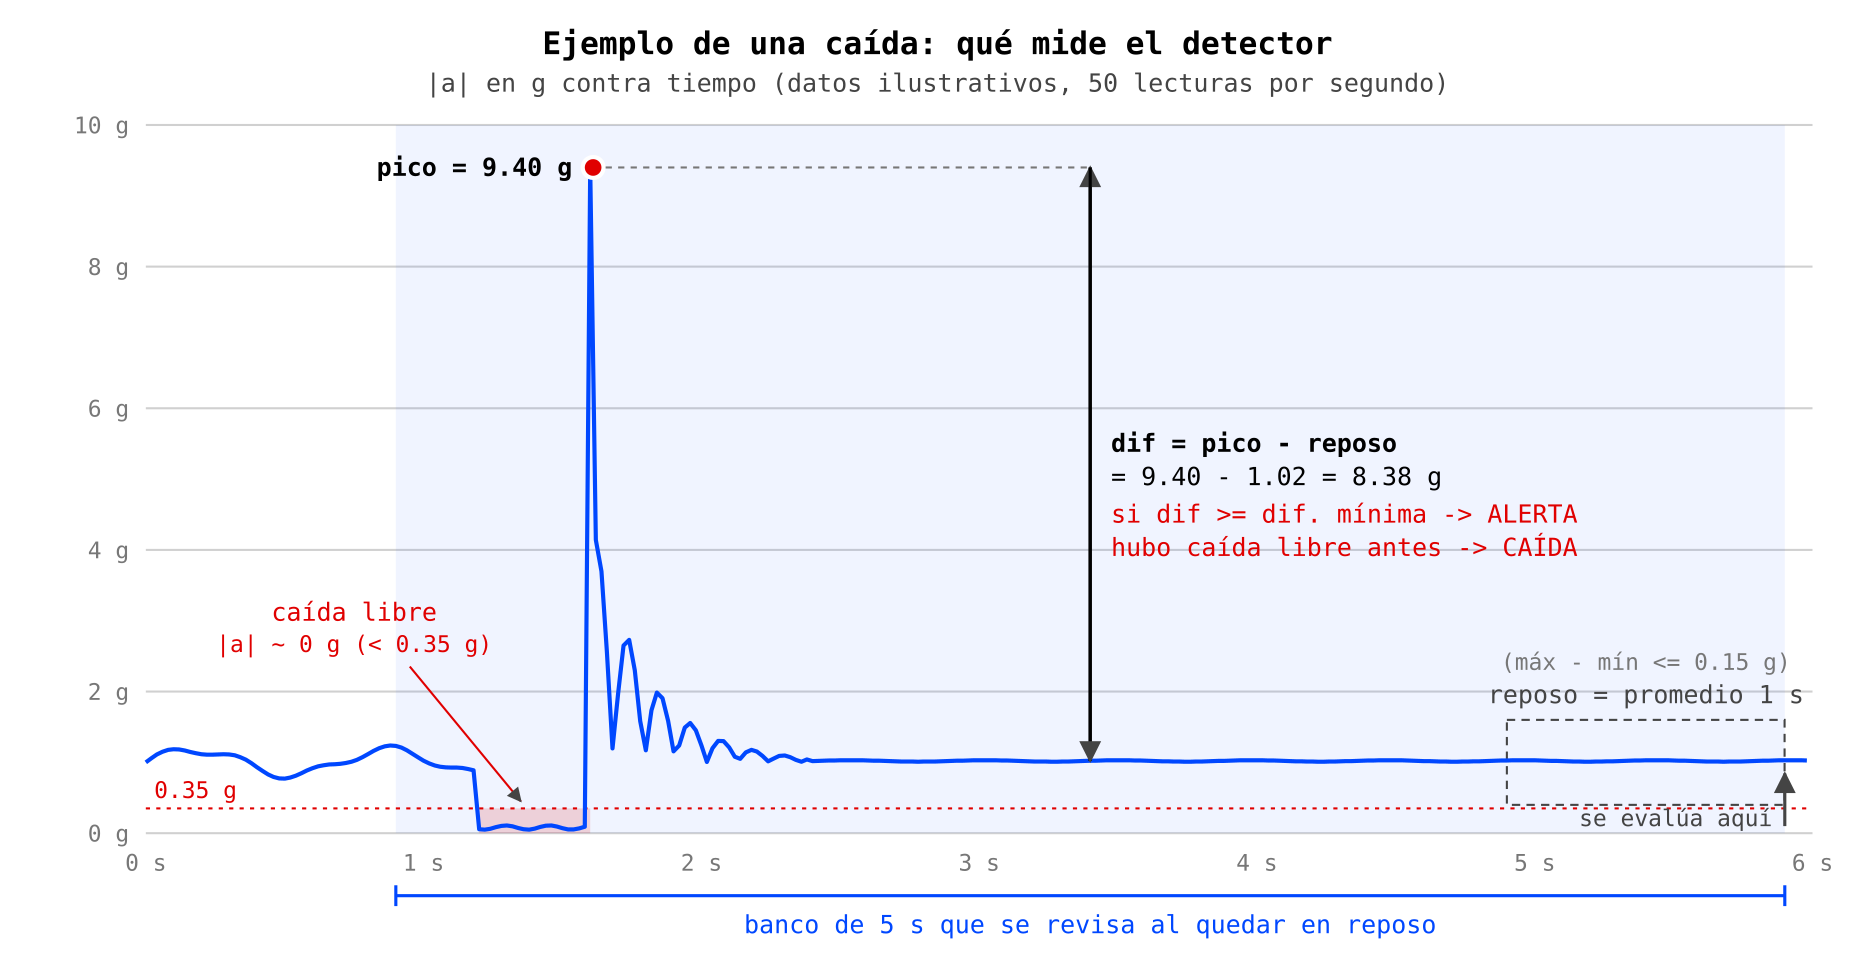 Ejemplo de una caída: qué mide el detector
|a| en g contra tiempo (datos ilustrativos, 50 lecturas por segundo)
10 g
pico = 9.40 g
8 g
6 g
dif = pico - reposo
= 9.40 - 1.02 = 8.38 g
si dif >= dif. mínima -> ALERTA
4 g
hubo caída libre antes -> CAÍDA
caída libre
|a| ~ 0 g (< 0.35 g)
(máx - mín <= 0.15 g)
2 g
reposo = promedio 1 s
0.35 g
se evalúa aquí
0 g
0 s 1 s 2 s 3 s 4 s 5 s 6 s
banco de 5 s que se revisa al quedar en reposo